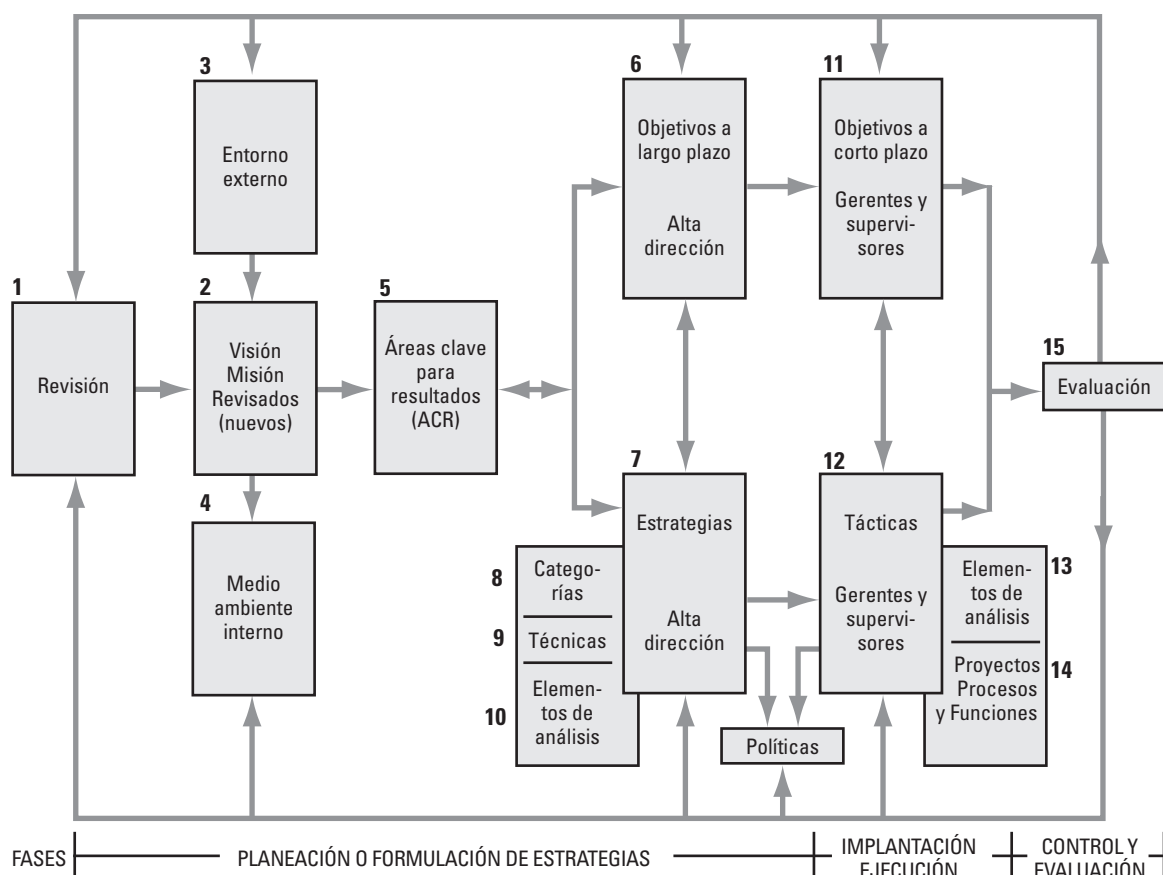 3
Entorno
externo
6
Objetivos a
largo plazo
Alta
dirección
11
Objetivos a
corto plazo
Gerentes y
supervi-
sores
1
Revisión
2
Visión
Misión
Revisados
(nuevos)
5
Áreas clave
para
resultados
(ACR)
15
Evaluación
4
Medio
ambiente
interno
7
Estrategias
Alta
dirección
8
Catego-
rías
9
Técnicas
10
Elemen-
tos de
análisis
12
Tácticas
Gerentes y
supervi-
sores
13
Elemen-
tos de
análisis
14
Proyectos
Procesos
y Funciones
Políticas
FASES
PLANEACIÓN O FORMULACIÓN DE ESTRATEGIAS
IMPLANTACIÓN
EJECUCIÓN
CONTROL Y
EVALUACIÓN